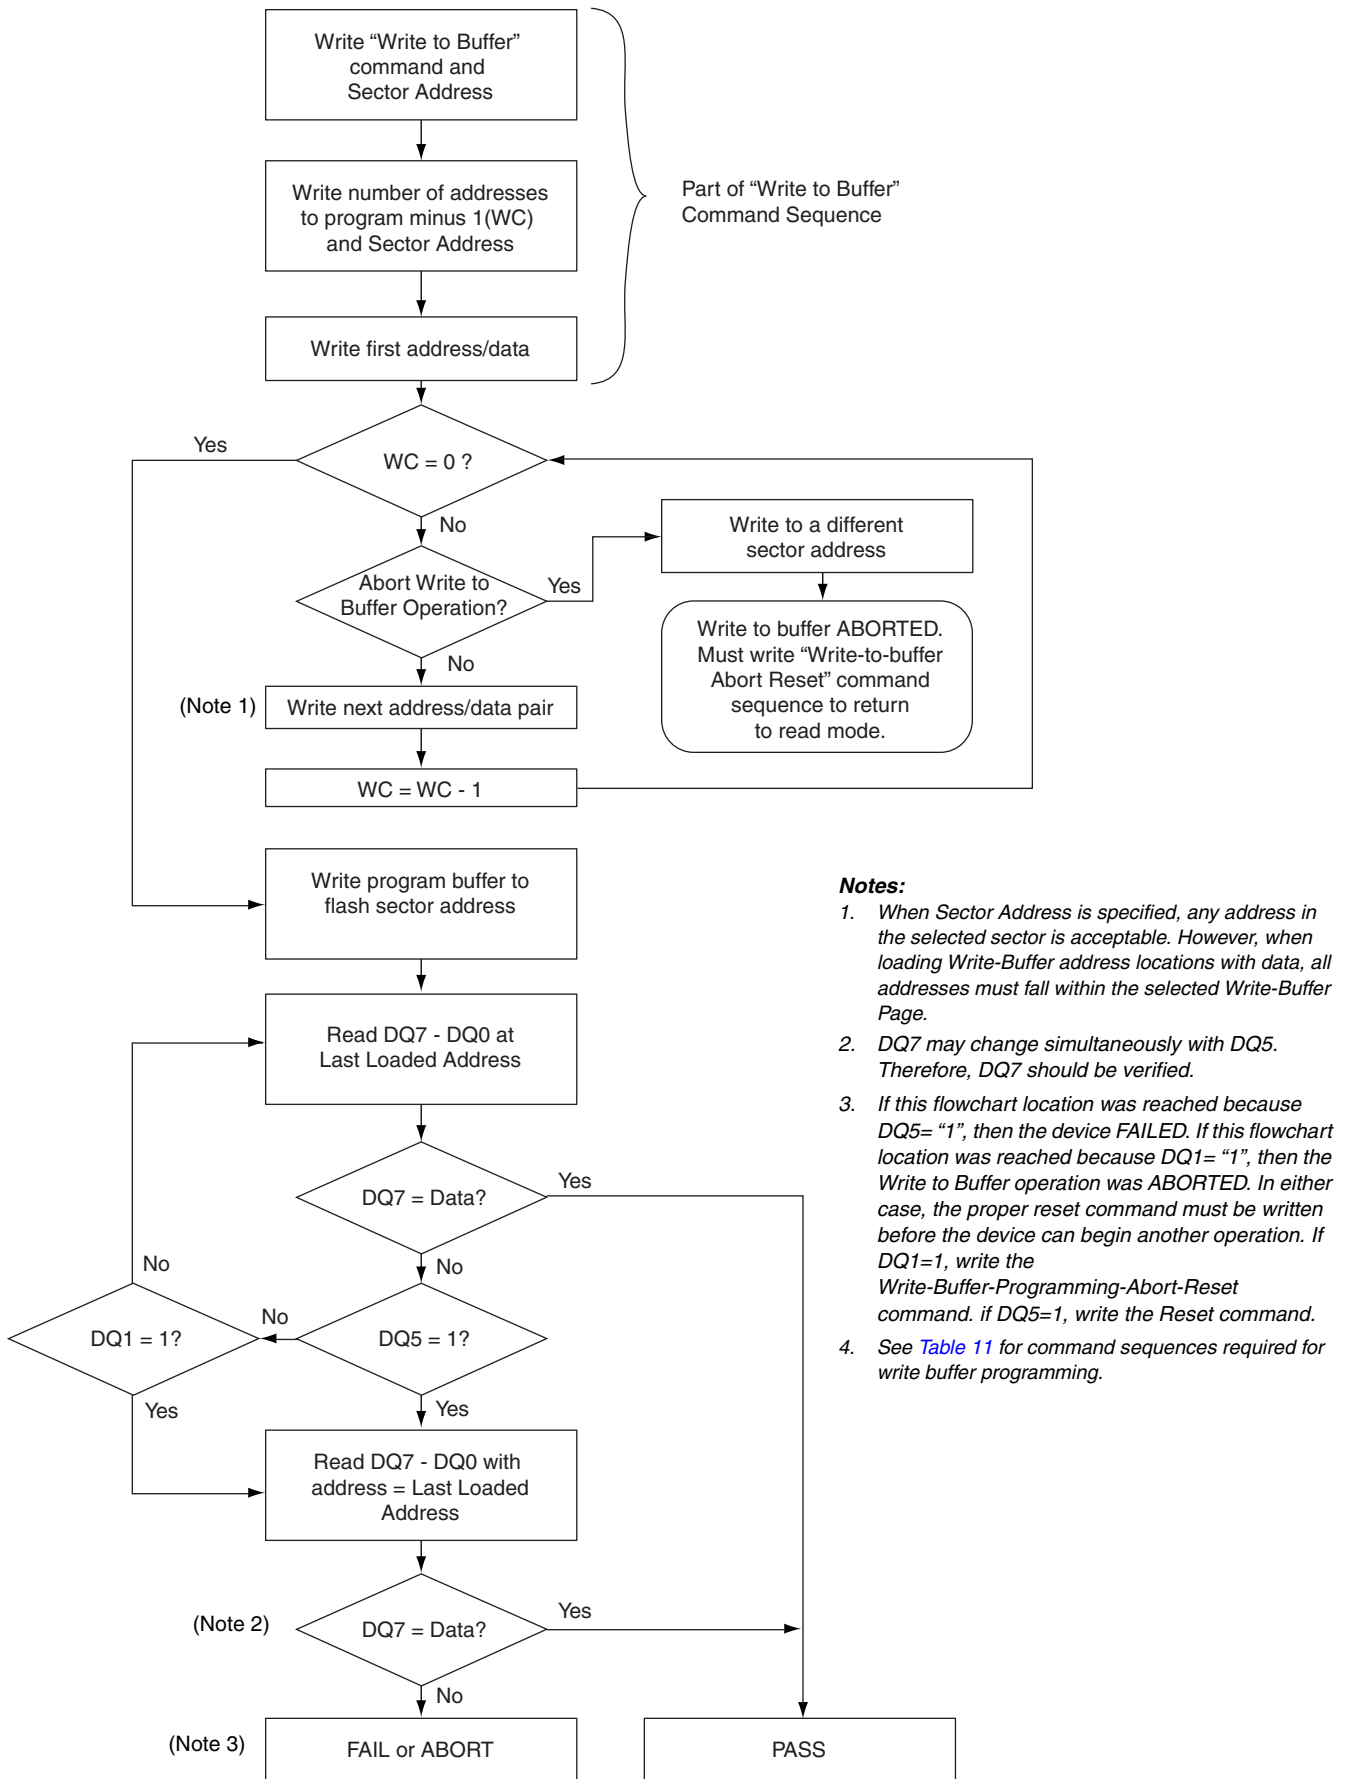 Write “Write to Buffer”
command and
Sector Address
Write number of addresses
to program minus 1(WC)
and Sector Address
Part of “Write to Buffer”
Command Sequence
Write first address/data
Yes
WC = 0 ?
No
Write to a different
sector address
Abort Write to
Buffer Operation?
Yes
Write to buffer ABORTED.
Must write “Write-to-buffer
Abort Reset” command
sequence to return
to read mode.
No
(Note 1)
Write next address/data pair
WC = WC - 1
Write program buffer to
flash sector address
Read DQ7 - DQ0 at
Last Loaded Address
DQ7 = Data?
Yes
No
No
DQ1 = 1?
No
DQ5 = 1?
Yes
Yes
Read DQ7 - DQ0 with
address = Last Loaded
Address
(Note 2)
DQ7 = Data?
Yes
No
(Note 3)
FAIL or ABORT
PASS
Notes:
1. When Sector Address is specified, any address in
the selected sector is acceptable. However, when
loading Write-Buffer address locations with data, all
addresses must fall within the selected Write-Buffer
Page.
2. DQ7 may change simultaneously with DQ5.
Therefore, DQ7 should be verified.
3. If this flowchart location was reached because
DQ5= “1”, then the device FAILED. If this flowchart
location was reached because DQ1= “1”, then the
Write to Buffer operation was ABORTED. In either
case, the proper reset command must be written
before the device can begin another operation. If
DQ1=1, write the
Write-Buffer-Programming-Abort-Reset
command. if DQ5=1, write the Reset command.
4. See Table 11 for command sequences required for
write buffer programming.